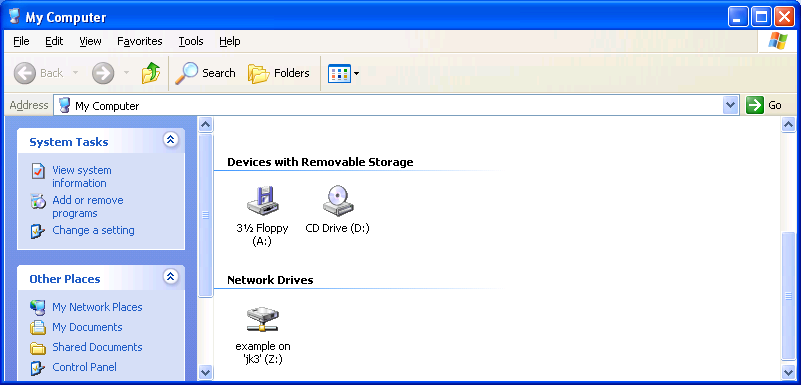 My Computer
File Edit View Favorites Tools Help
Back Search Folders
Address My Computer Go
System Tasks
View system
information
Add or remove
programs
Change a setting
Other Places
My Network Places
My Documents
Shared Documents
Control Panel
Devices with Removable Storage
3½ Floppy
(A:)
CD Drive (D:)
Network Drives
example on
'jk3' (Z:)